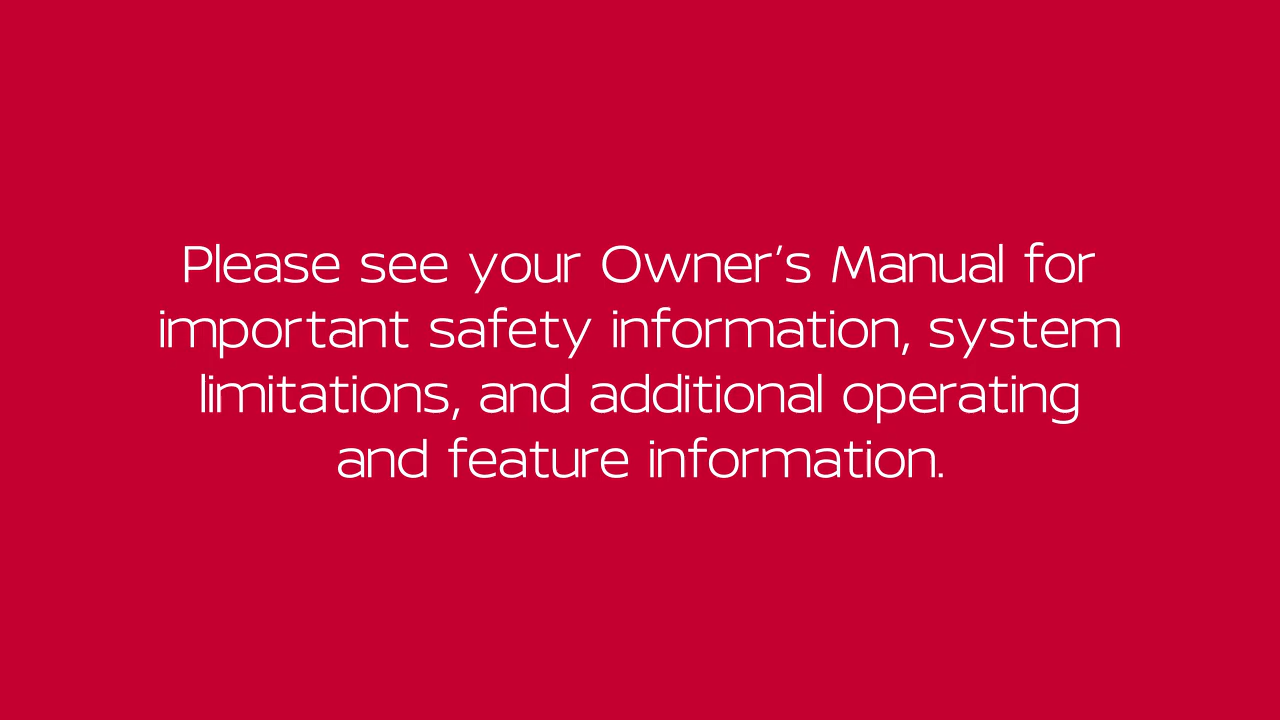 Please see your Owner’s Manual for
important safety information, system
limitations, and additional operating
and feature information.